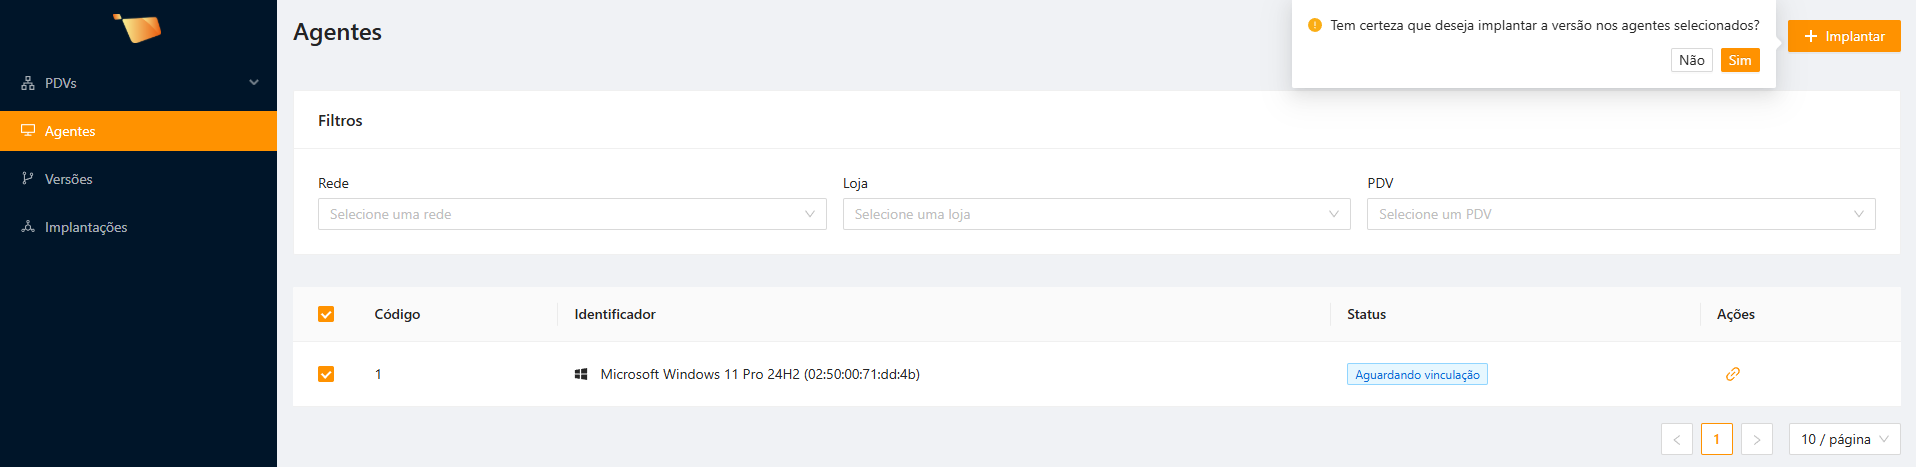 Agentes
Tem certeza que deseja implantar a versão nos agentes selecionados?
Não Sim
Implantar
PDVs
Agentes
Versões
Implantações
Filtros
Rede Loja PDV
Selecione uma rede Selecione uma loja Selecione um PDV
Código Identificador Status Ações
1 Microsoft Windows 11 Pro 24H2 (02:50:00:71:dd:4b) Aguardando vinculação
1 10 / página